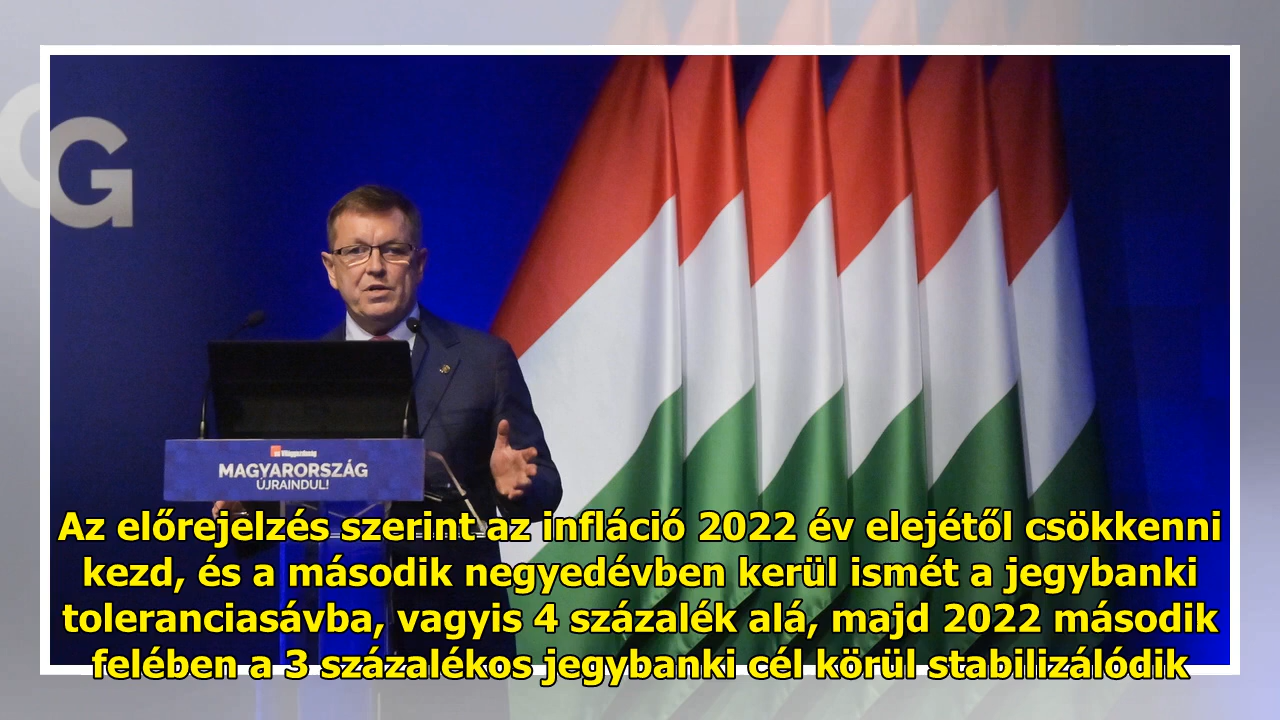 G
Világgazdaság
MAGYARORSZÁG
ÚJRAINDUL!
Az előrejelzés szerint az infláció 2022 év elejétől csökkenni
kezd, és a második negyedévben kerül ismét a jegybanki
toleranciasávba, vagyis 4 százalék alá, majd 2022 második
felében a 3 százalékos jegybanki cél körül stabilizálódik